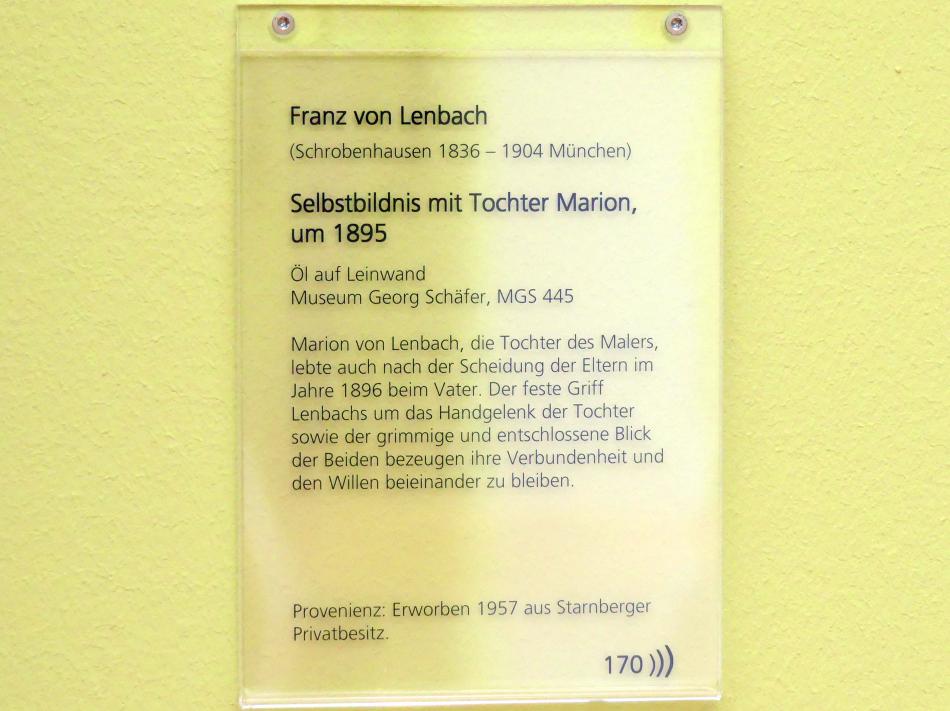 Franz von Lenbach
(Schrobenhausen 1836 – 1904 München)
Selbstbildnis mit Tochter Marion,
um 1895
Öl auf Leinwand
Museum Georg Schäfer, MGS 445
Marion von Lenbach, die Tochter des Malers,
lebte auch nach der Scheidung der Eltern im
Jahre 1896 beim Vater. Der feste Griff
Lenbachs um das Handgelenk der Tochter
sowie der grimmige und entschlossene Blick
der Beiden bezeugen ihre Verbundenheit und
den Willen beieinander zu bleiben.
Provenienz: Erworben 1957 aus Starnberger
Privatbesitz.
170